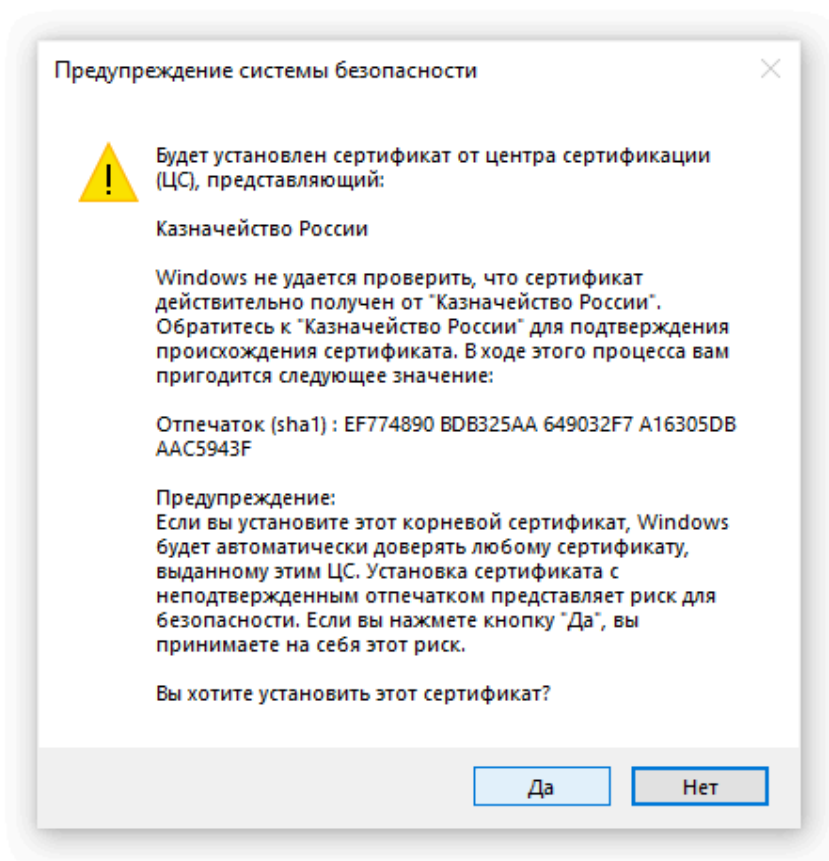 Предупреждение системы безопасности
Будет установлен сертификат от центра сертификации
(ЦС), представляющий:
Казначейство России
Windows не удается проверить, что сертификат
действительно получен от "Казначейство России".
Обратитесь к "Казначейство России" для подтверждения
происхождения сертификата. В ходе этого процесса вам
пригодится следующее значение:
Отпечаток (sha1) : EF774890 BDB325AA 649032F7 A16305DB
AAC5943F
Предупреждение:
Если вы установите этот корневой сертификат, Windows
будет автоматически доверять любому сертификату,
выданному этим ЦС. Установка сертификата с
неподтвержденным отпечатком представляет риск для
безопасности. Если вы нажмете кнопку "Да", вы
принимаете на себя этот риск.
Вы хотите установить этот сертификат?
Да
Нет